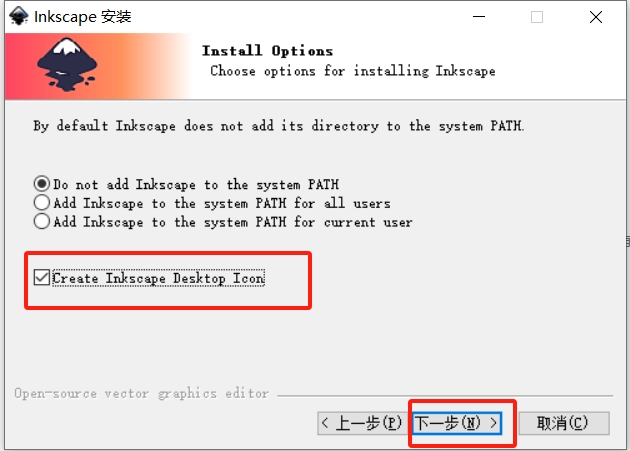 Inkscape 安装
Install Options
Choose options for installing Inkscape
By default Inkscape does not add its directory to the system PATH.
Do not add Inkscape to the system PATH
Add Inkscape to the system PATH for all users
Add Inkscape to the system PATH for current user
Create Inkscape Desktop Icon
Open-source vector graphics editor
< 上一步(P) 下一步(N) > 取消(C)